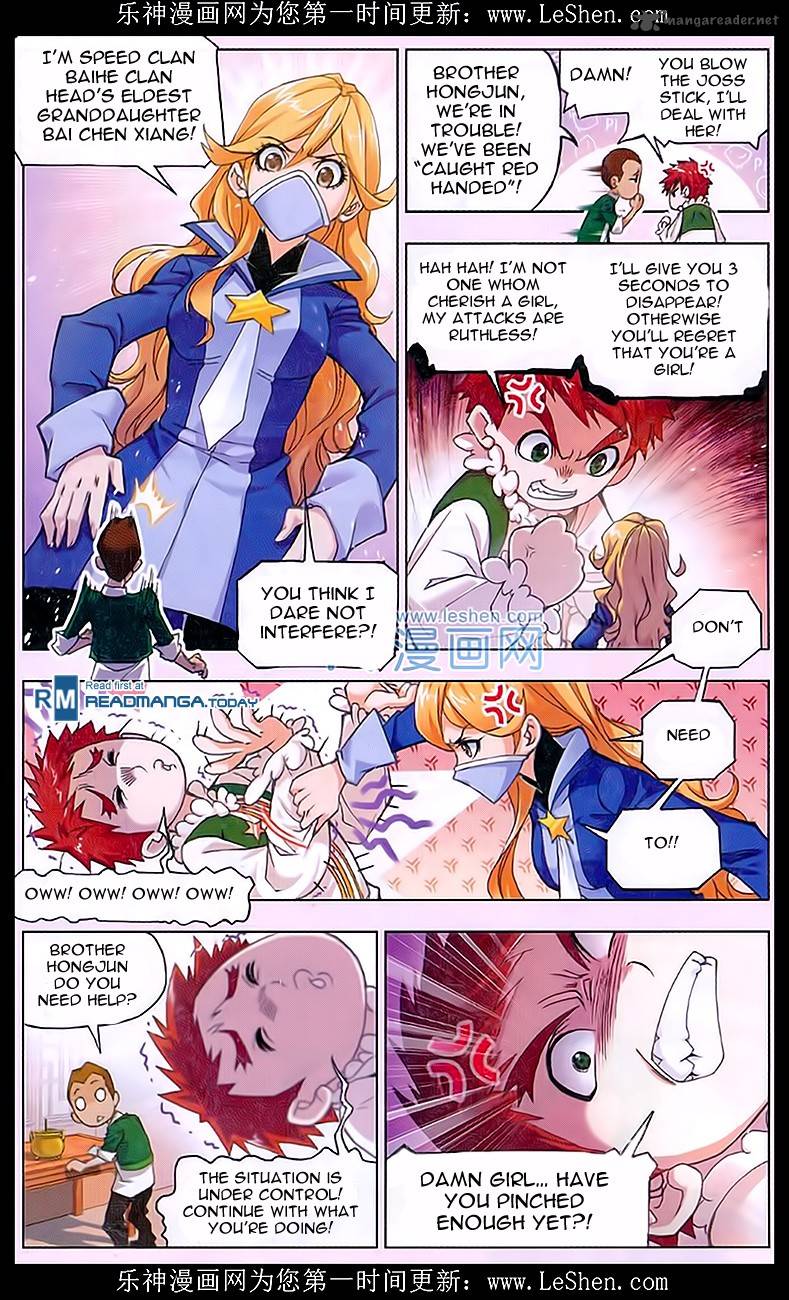 乐神漫画网为您第一时间更新：www.LeShen.com
mangareader.net
I'M SPEED CLAN
BAIHE CLAN
HEAD'S ELDEST
GRANDDAUGHTER
BAI CHEN XIANG!
YOU THINK I
DARE NOT
INTERFERE?!
BROTHER
HONGJUN,
WE'RE IN
TROUBLE!
WE'VE BEEN
"CAUGHT RED
HANDED"!
DAMN!
YOU BLOW
THE JOSS
STICK, I'LL
DEAL WITH
HER!
HAH HAH! I'M NOT
ONE WHOM
CHERISH A GIRL,
MY ATTACKS ARE
RUTHLESS!
I'LL GIVE YOU 3
SECONDS TO
DISAPPEAR!
OTHERWISE
YOU'LL REGRET
THAT YOU'RE A
GIRL!
www.leshen.com
漫画网
DON'T
NEED
TO!!
RM
Read first at
READMANGA.TODAY
OWW! OWW! OWW! OWW!
BROTHER
HONGJUN
DO YOU
NEED HELP?
THE SITUATION IS
UNDER CONTROL!
CONTINUE WITH WHAT
YOU'RE DOING!
DAMN GIRL... HAVE
YOU PINCHED
ENOUGH YET?!
乐神漫画网为您第一时间更新：www.LeShen.com